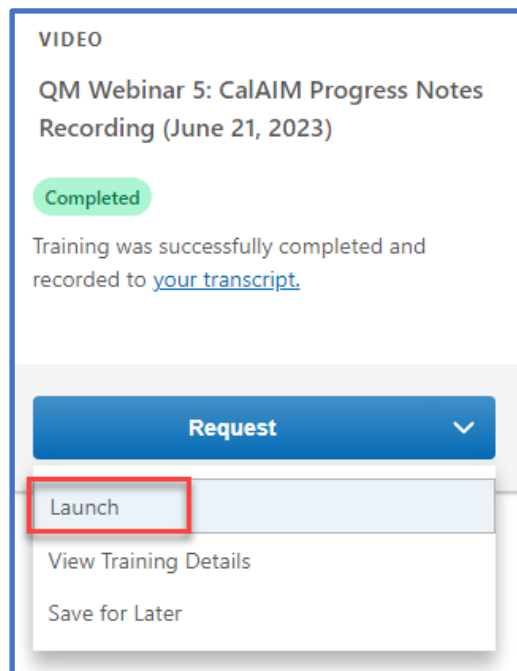 VIDEO
QM Webinar 5: CalAIM Progress Notes
Recording (June 21, 2023)
Completed
Training was successfully completed and
recorded to your transcript.
Request
Launch
View Training Details
Save for Later